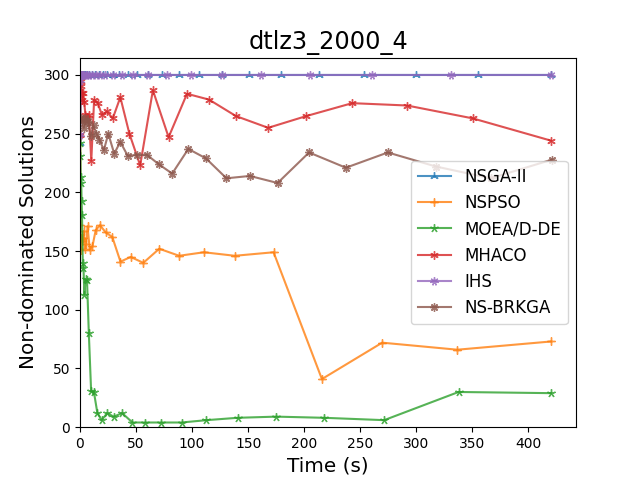 dtlz3_2000_4
Non-dominated Solutions
300
250
200
150
100
50
0
NSGA-II
NSPSO
MOEA/D-DE
MHACO
IHS
NS-BRKGA
0 50 100 150 200 250 300 350 400
Time (s)